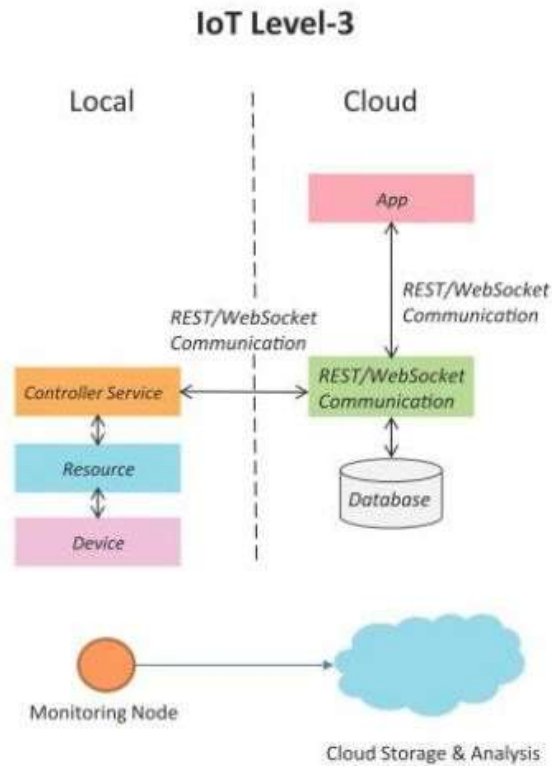 IoT Level-3
Local
Cloud
App
REST/WebSocket
Communication
REST/WebSocket
Communication
Controller Service
REST/WebSocket
Communication
Resource
Database
Device
Monitoring Node
Cloud Storage & Analysis